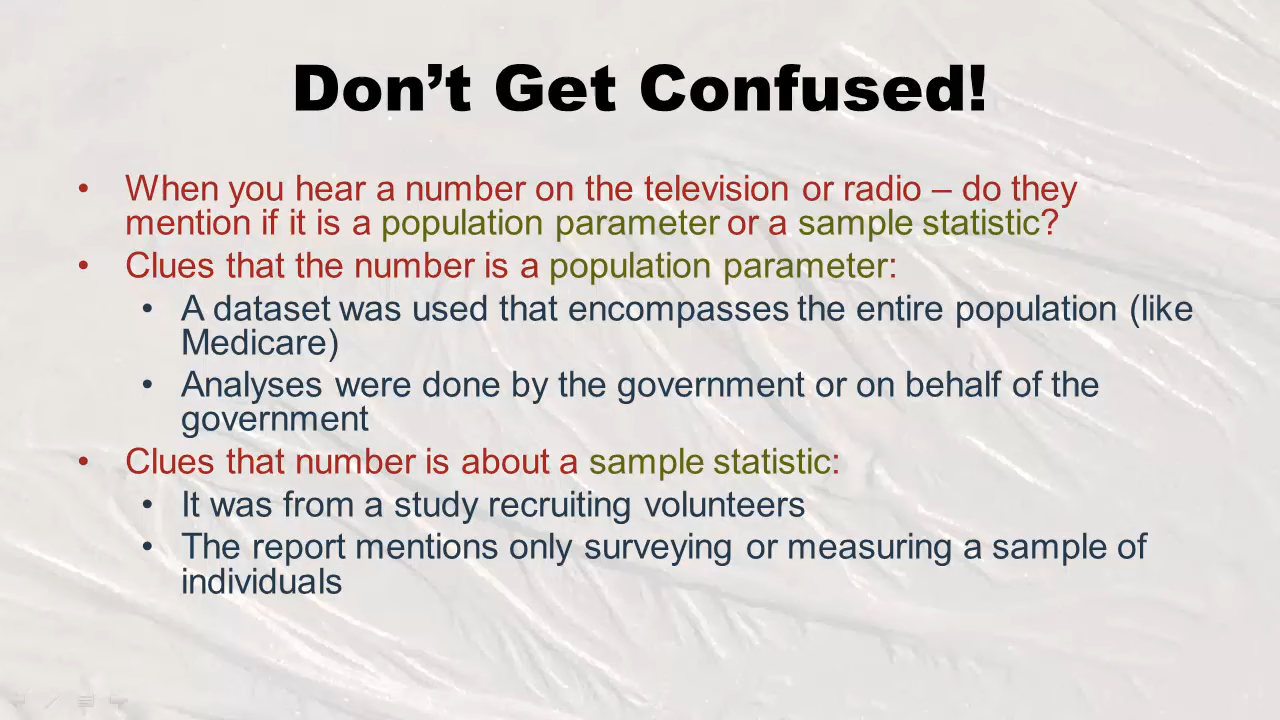 Don’t Get Confused!
• When you hear a number on the television or radio – do they
mention if it is a population parameter or a sample statistic?
• Clues that the number is a population parameter:
• A dataset was used that encompasses the entire population (like
Medicare)
• Analyses were done by the government or on behalf of the
government
• Clues that number is about a sample statistic:
• It was from a study recruiting volunteers
• The report mentions only surveying or measuring a sample of
individuals